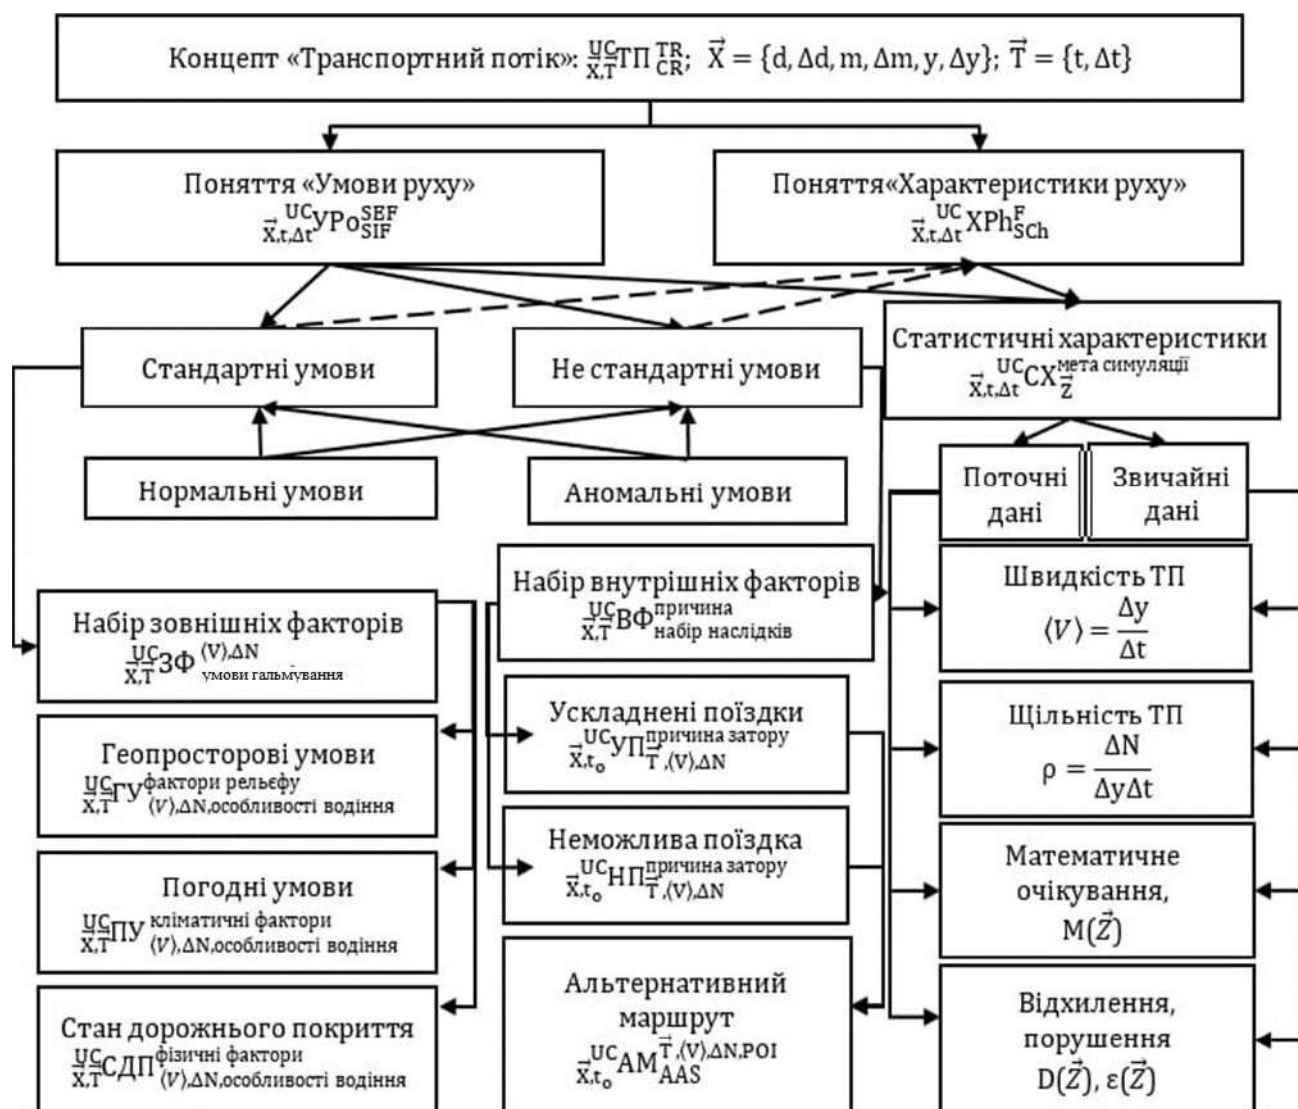 Концепт «Транспортний потік»: UC X⃗,T⃗ ТП TR CR; X⃗ = {d, Δd, m, Δm, y, Δy}; T⃗ = {t, Δt}
Поняття «Умови руху»
UC x⃗,t,Δt УPo SEF SIF
Поняття«Характеристики руху»
UC x⃗,t,Δt XPh F SCh
Стандартні умови
Не стандартні умови
Статистичні характеристики
UC x⃗,t,Δt СХ мета симуляції Z⃗
Нормальні умови
Аномальні умови
Поточні
дані
Звичайні
дані
Набір зовнішніх факторів
UC X⃗,T⃗ ЗФ ⟨V⟩,ΔN умови гальмування
Геопросторові умови
UC X⃗,T⃗ ГУ фактори рельєфу ⟨V⟩,ΔN,особливості водіння
Погодні умови
UC X⃗,T⃗ ПУ кліматичні фактори ⟨V⟩,ΔN,особливості водіння
Стан дорожнього покриття
UC X⃗,T⃗ СДП фізичні фактори ⟨V⟩,ΔN,особливості водіння
Набір внутрішніх факторів
UC X⃗,T⃗ ВФ причина набір наслідків
Ускладнені поїздки
UC x⃗,t₀ УП причина затору T⃗,⟨V⟩,ΔN
Неможлива поїздка
UC x⃗,t₀ НП причина затору T⃗,⟨V⟩,ΔN
Альтернативний
маршрут
UC x⃗,t₀ АМ T⃗,⟨V⟩,ΔN,POI AAS
Швидкість ТП
⟨V⟩ = Δy/Δt
Щільність ТП
ρ = ΔN/ΔyΔt
Математичне
очікування,
M(Z⃗)
Відхилення,
порушення
D(Z⃗), ε(Z⃗)